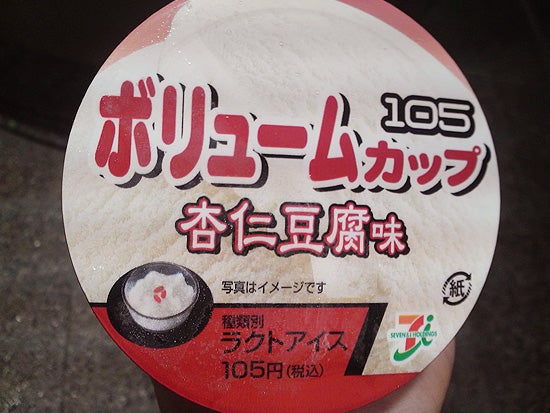 105
ボリュームカップ
杏仁豆腐味
写真はイメージです
紙
種類別
ラクトアイス
105円(税込)
7i
SEVEN & i HOLDINGS